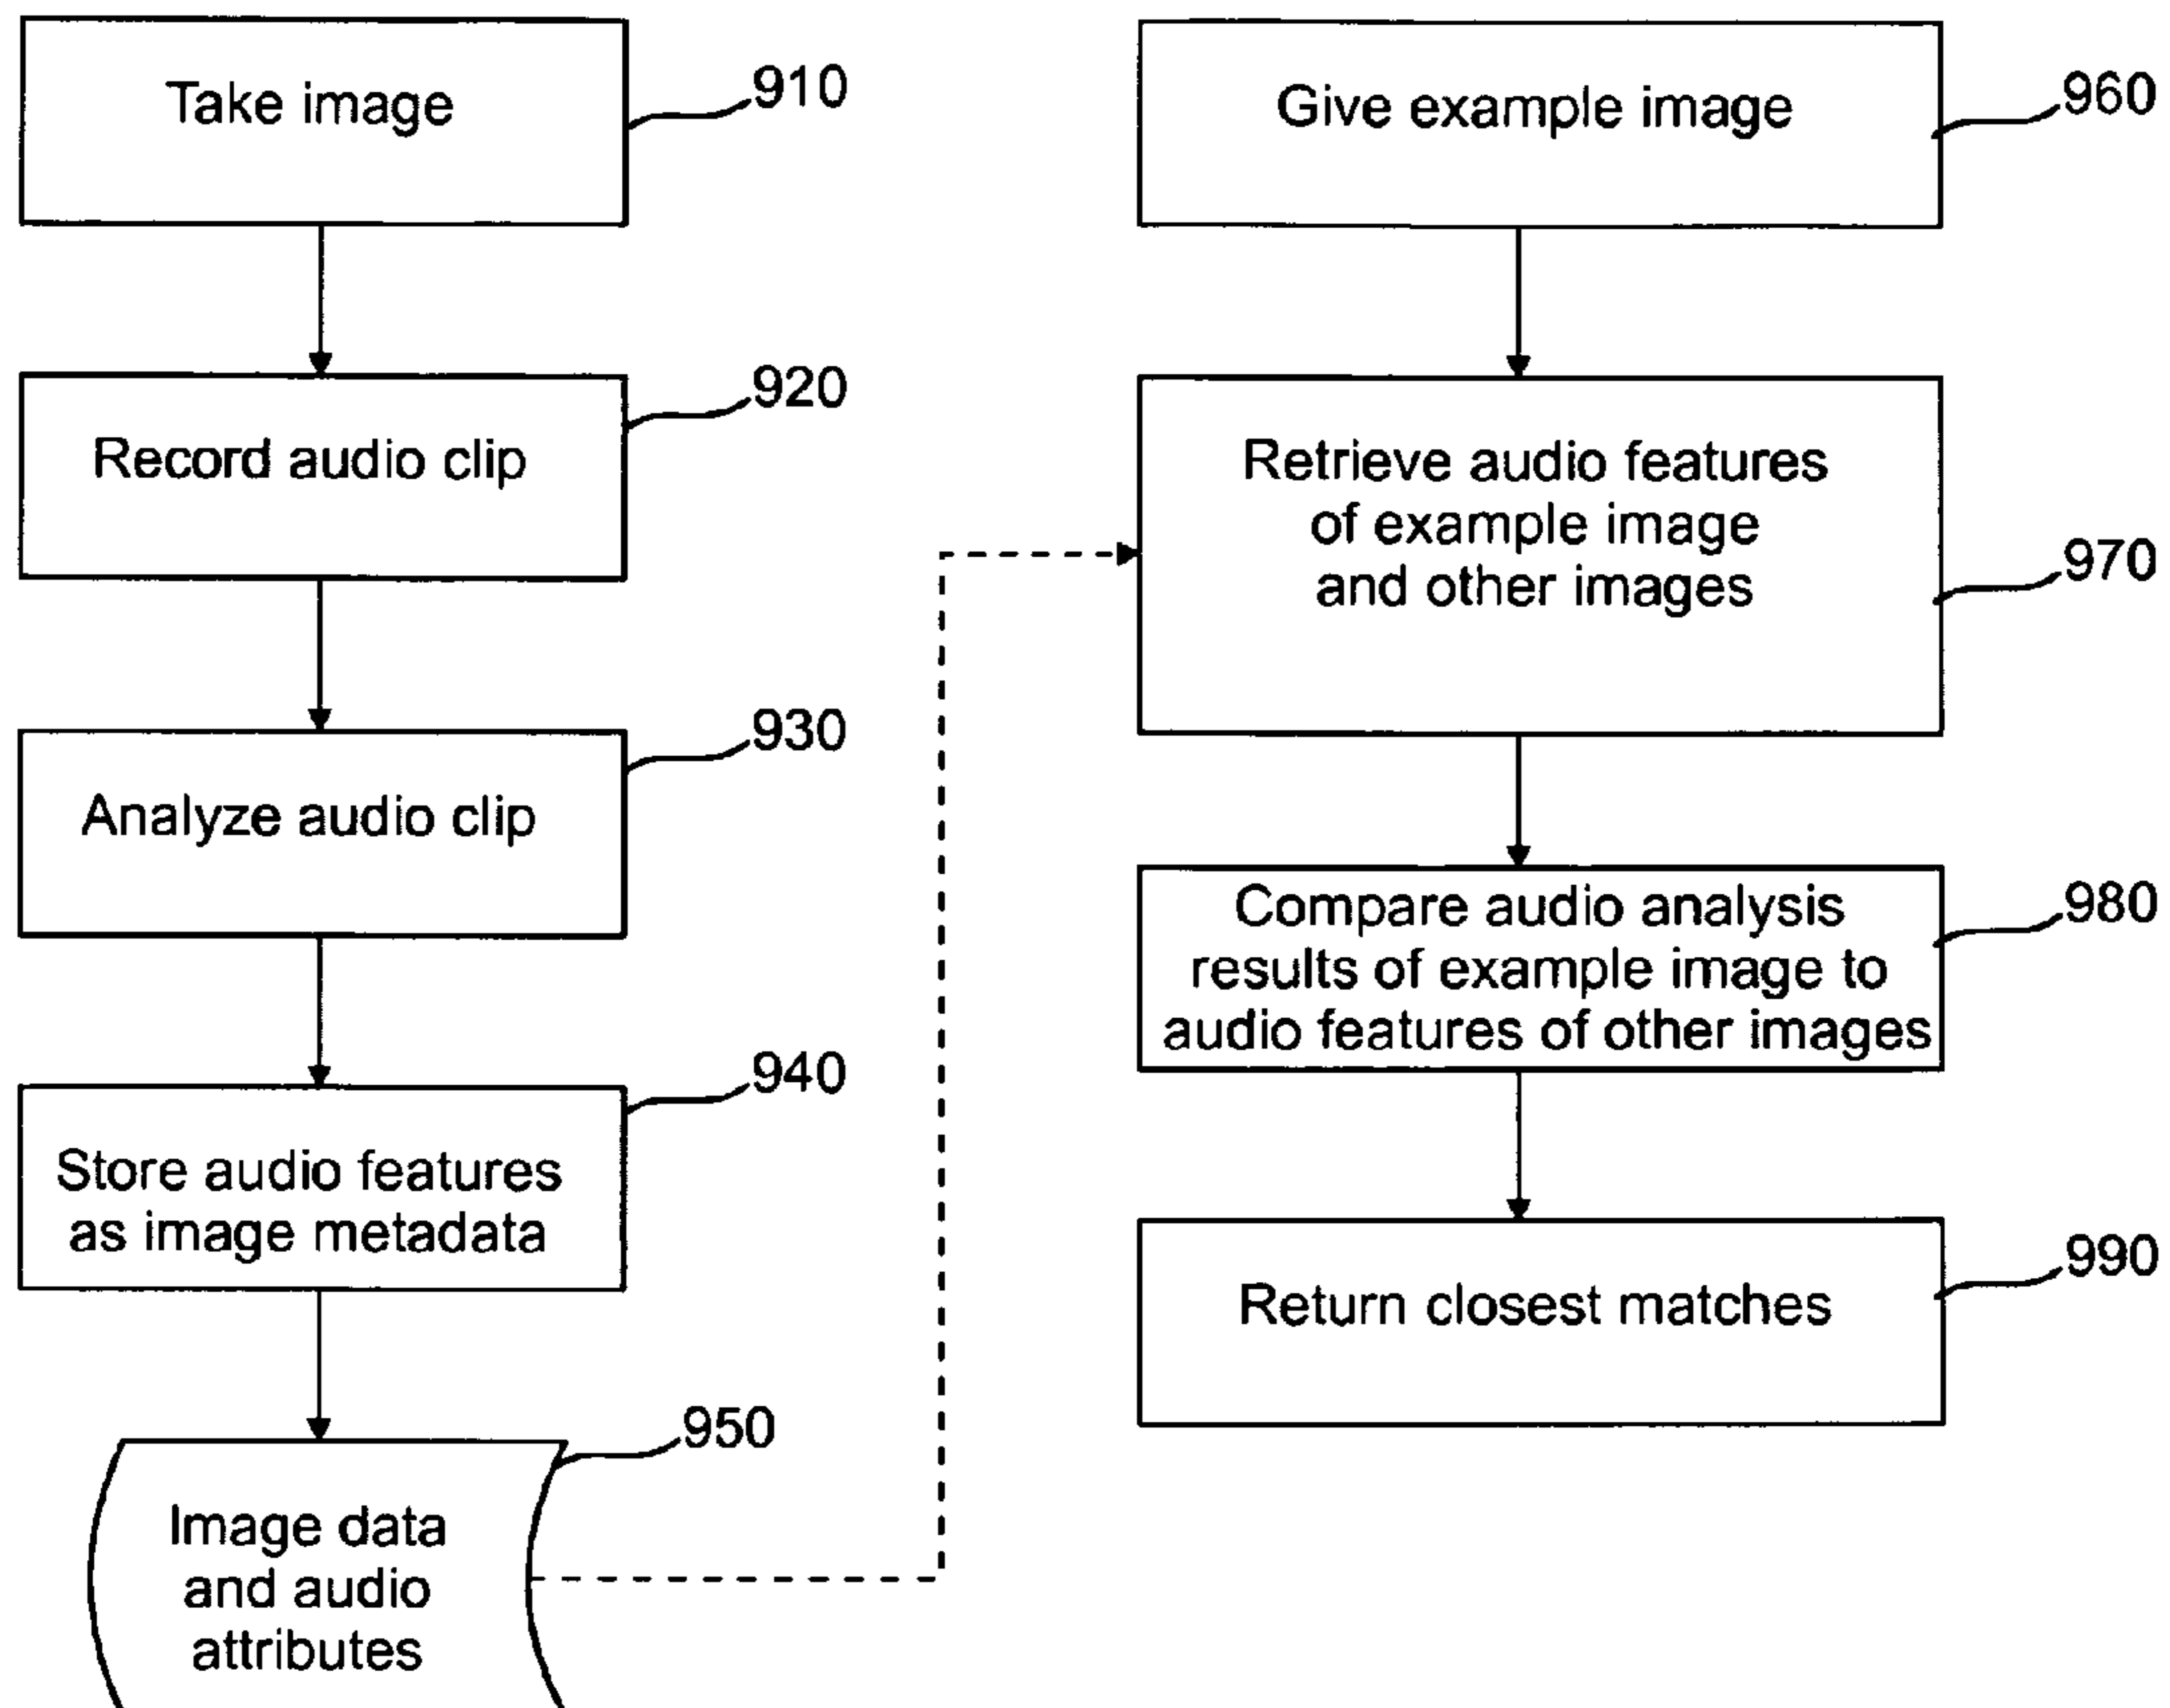 Take image
910
Record audio clip
920
Analyze audio clip
930
Store audio features
as image metadata
940
Image data
and audio
attributes
950
Give example image
960
Retrieve audio features
of example image
and other images
970
Compare audio analysis
results of example image to
audio features of other images
980
Return closest matches
990